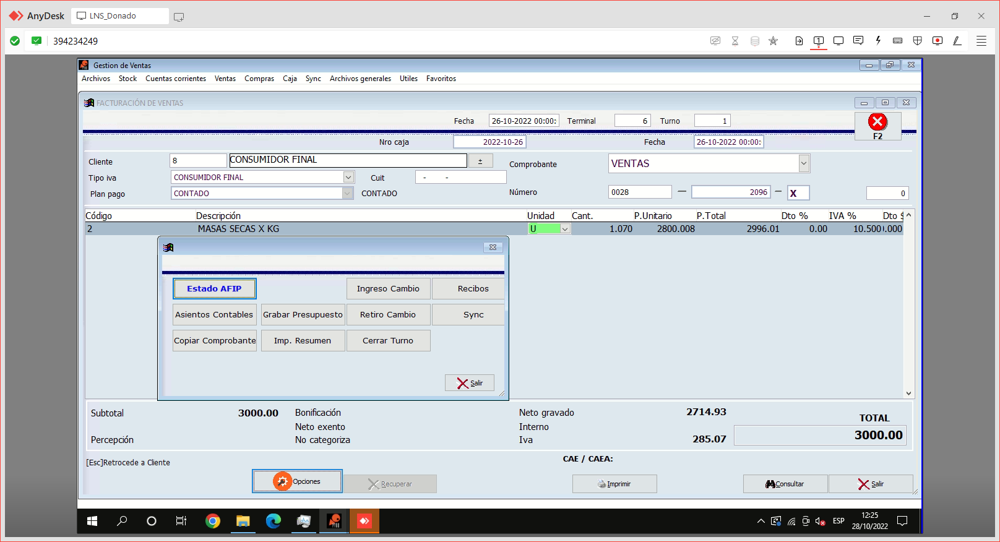 AnyDesk LNS_Donado
394234249
Gestion de Ventas
Archivos Stock Cuentas corrientes Ventas Compras Caja Sync Archivos generales Utiles Favoritos
FACTURACIÓN DE VENTAS
Fecha 26-10-2022 00:00: Terminal 6 Turno 1
F2
Nro caja 2022-10-26 Fecha 26-10-2022 00:00:
Cliente 8 CONSUMIDOR FINAL ± Comprobante VENTAS
Tipo iva CONSUMIDOR FINAL Cuit - -
Plan pago CONTADO CONTADO Número 0028 — 2096 — X 0
Código Descripción Unidad Cant. P.Unitario P.Total Dto % IVA % Dto $
2 MASAS SECAS X KG U 1.070 2800.008 2996.01 0.00 10.500 0.000
Estado AFIP Ingreso Cambio Recibos
Asientos Contables Grabar Presupuesto Retiro Cambio Sync
Copiar Comprobante Imp. Resumen Cerrar Turno
Salir
Subtotal 3000.00 Bonificación Neto gravado 2714.93 TOTAL
Neto exento Interno 3000.00
Percepción No categoriza Iva 285.07
[Esc]Retrocede a Cliente CAE / CAEA:
Opciones Recuperar Imprimir Consultar Salir
ESP 12:25
28/10/2022